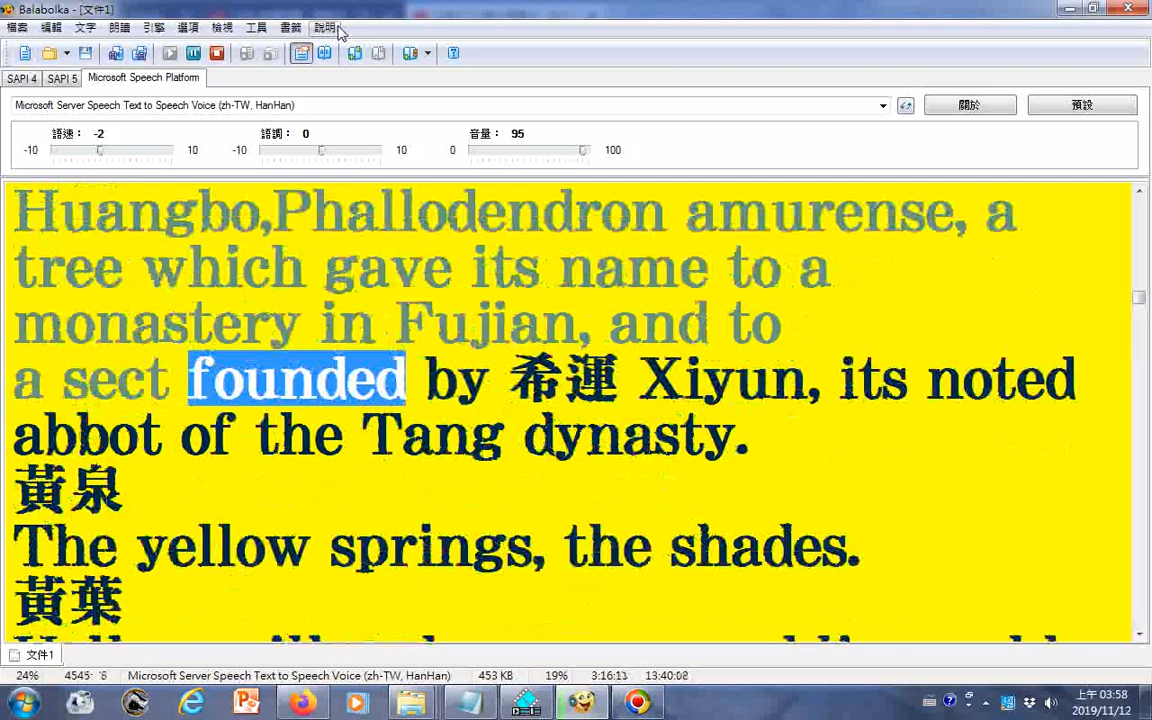 Balabolka - [文件1]
檔案 編輯 文字 朗讀 引擎 選項 檢視 工具 書籤 說明
SAPI 4 SAPI 5 Microsoft Speech Platform
Microsoft Server Speech Text to Speech Voice (zh-TW, HanHan) 關於 預設
語速： -2 語調： 0 音量： 95
-10 10 -10 10 0 100
Huangbo,Phallodendron amurense, a
tree which gave its name to a
monastery in Fujian, and to
a sect founded by 希運 Xiyun, its noted
abbot of the Tang dynasty.
黃泉
The yellow springs, the shades.
黃葉
文件1
24% Microsoft Server Speech Text to Speech Voice (zh-TW, HanHan) 453 KB 19% 3:16:11 13:40:08
上午 03:58
2019/11/12